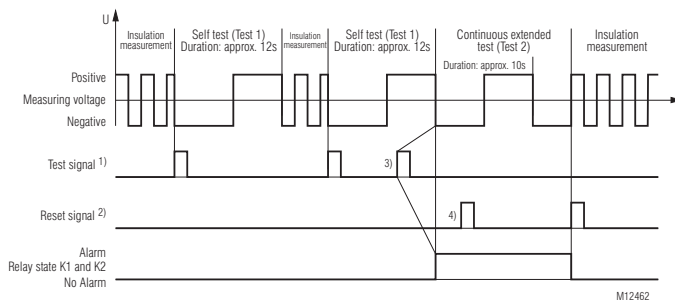 U
Insulation
measurement
Self test (Test 1)
Duration: approx. 12s
Insulation
measurement
Self test (Test 1)
Duration: approx. 12s
Continuous extended
test (Test 2)
Duration: approx. 10s
Insulation
measurement
Positive
Measuring voltage
Negative
Test signal 1)
3)
Reset signal 2)
4)
Alarm
Relay state K1 and K2
No Alarm
M12462